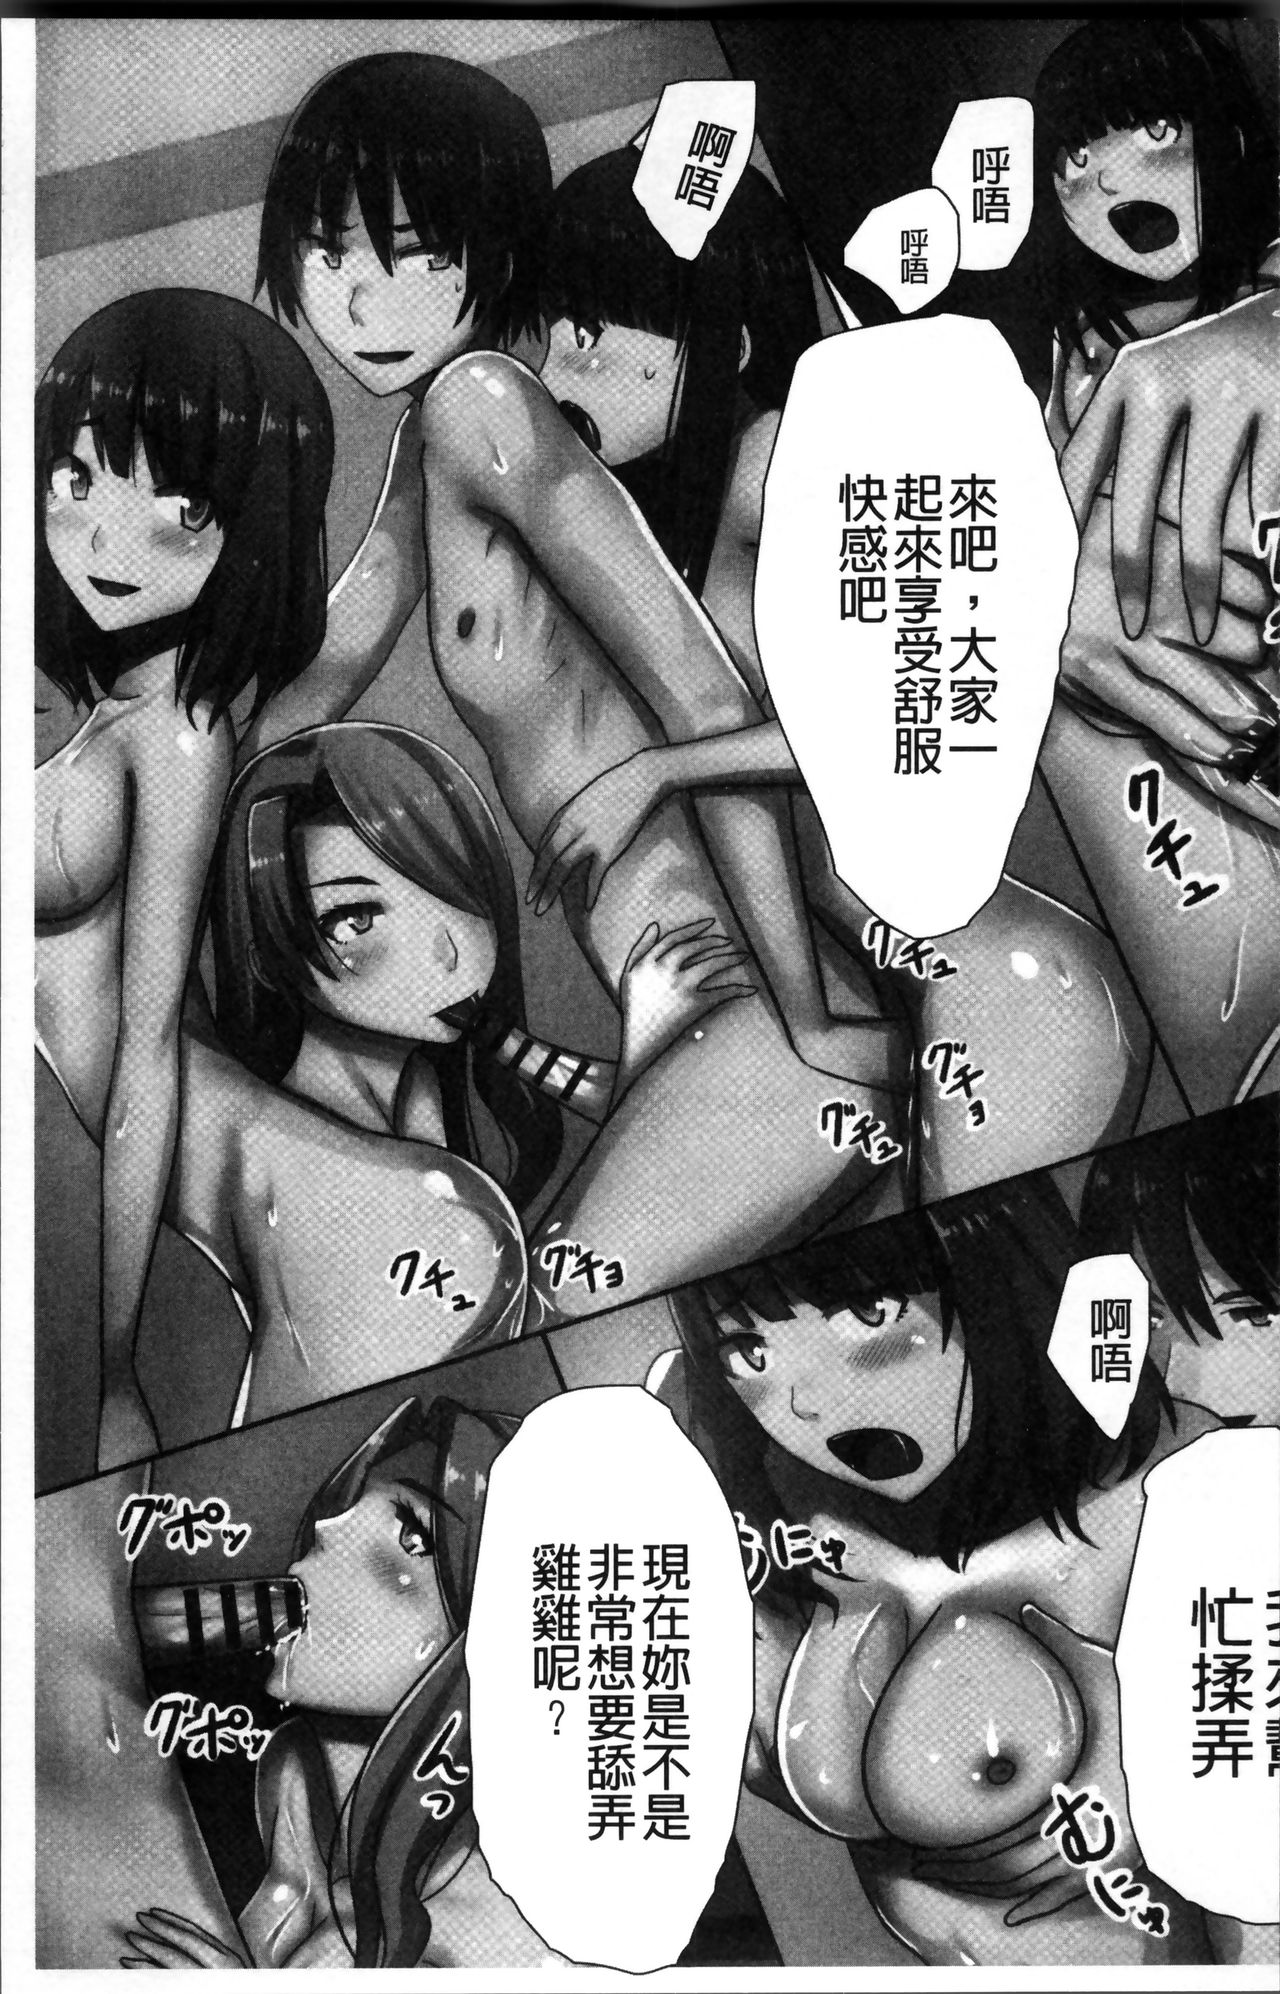 呼唔
呼唔
啊唔
來吧，大家一
起來享受舒服
快感吧
グチュ
グチュ
グチョ
グチュ
グチョ
グチュ
啊唔
忙揉弄
むにゅ
現在妳是不是
非常想要舔弄
雞雞呢？
グポッ
グポッ
んっ